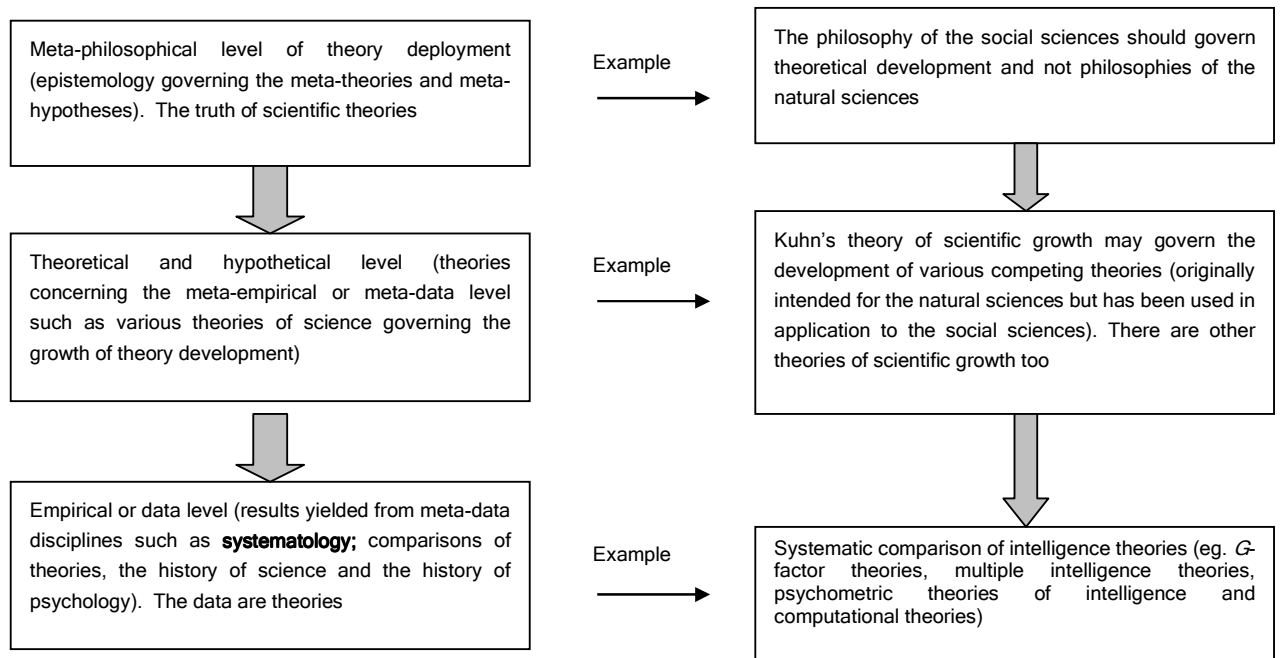 Meta-philosophical level of theory deployment
(epistemology governing the meta-theories and meta-
hypotheses). The truth of scientific theories
Example
The philosophy of the social sciences should govern
theoretical development and not philosophies of the
natural sciences
Theoretical and hypothetical level (theories
concerning the meta-empirical or meta-data level
such as various theories of science governing the
growth of theory development)
Example
Kuhn's theory of scientific growth may govern the
development of various competing theories (originally
intended for the natural sciences but has been used in
application to the social sciences). There are other
theories of scientific growth too
Empirical or data level (results yielded from meta-data
disciplines such as systematology; comparisons of
theories, the history of science and the history of
psychology). The data are theories
Example
Systematic comparison of intelligence theories (eg. G-
factor theories, multiple intelligence theories,
psychometric theories of intelligence and
computational theories)